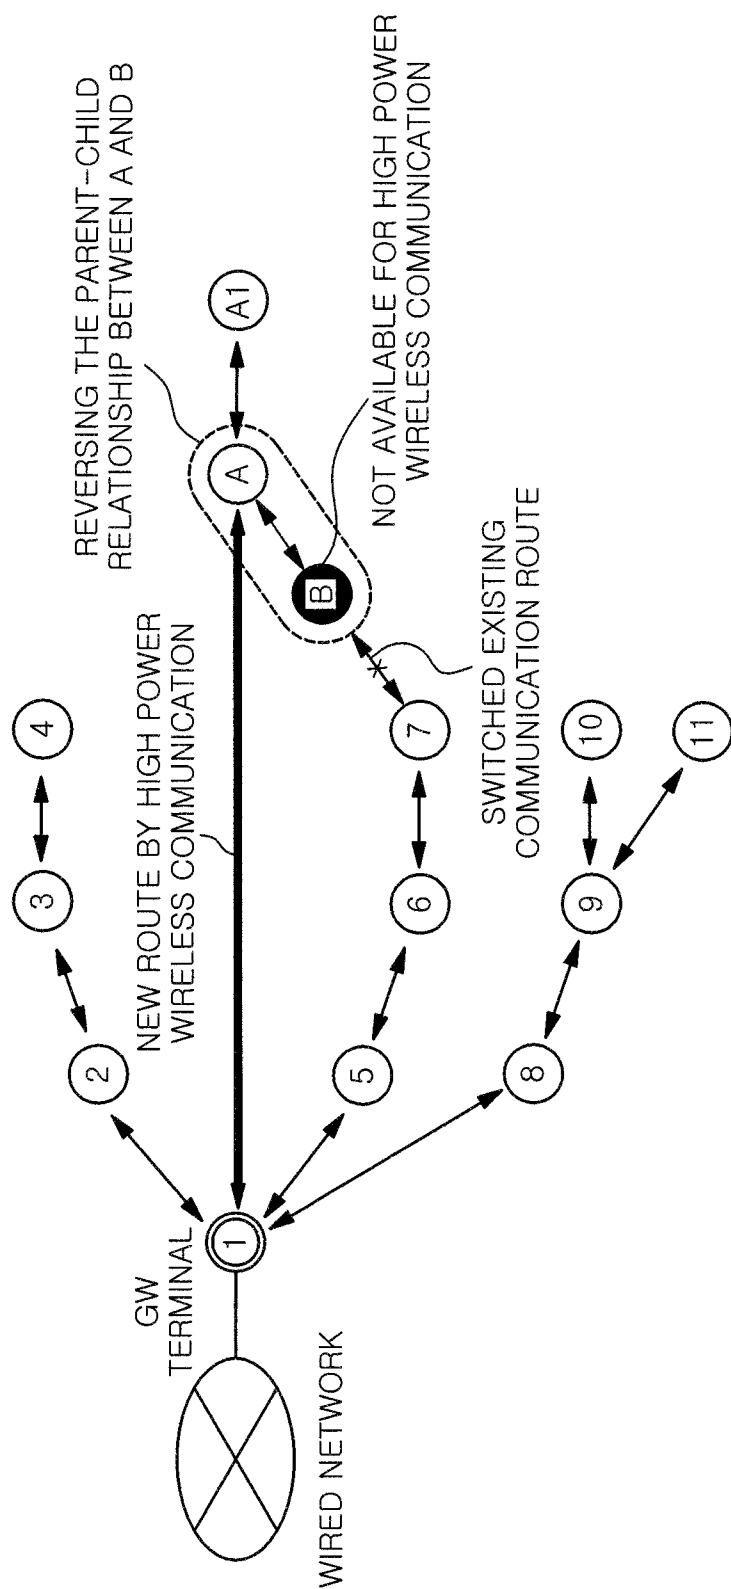 REVERSING THE PARENT-CHILD
RELATIONSHIP BETWEEN A AND B
NEW ROUTE BY HIGH POWER
WIRELESS COMMUNICATION
GW
TERMINAL
WIRED NETWORK
NOT AVAILABLE FOR HIGH POWER
WIRELESS COMMUNICATION
SWITCHED EXISTING
COMMUNICATION ROUTE
1
2
3
4
5
6
7
8
9
10
11
A
B
A1